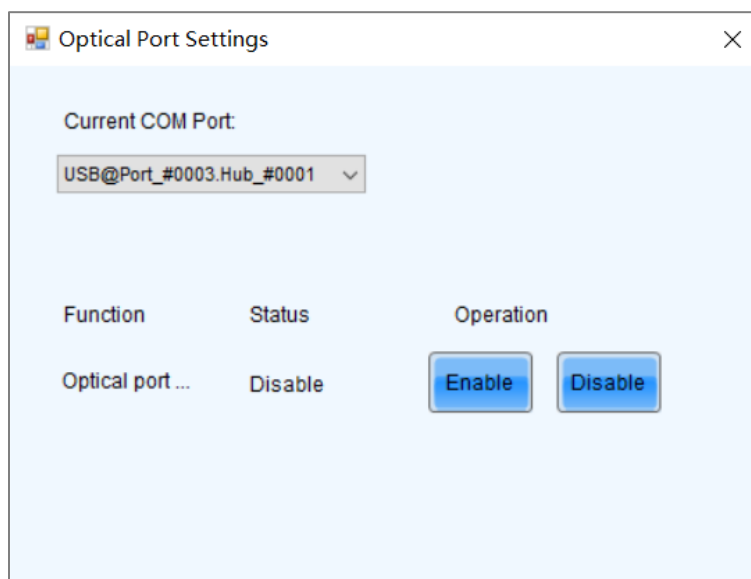 Optical Port Settings
Current COM Port:
USB@Port_#0003.Hub_#0001
Function Status Operation
Optical port ... Disable Enable Disable